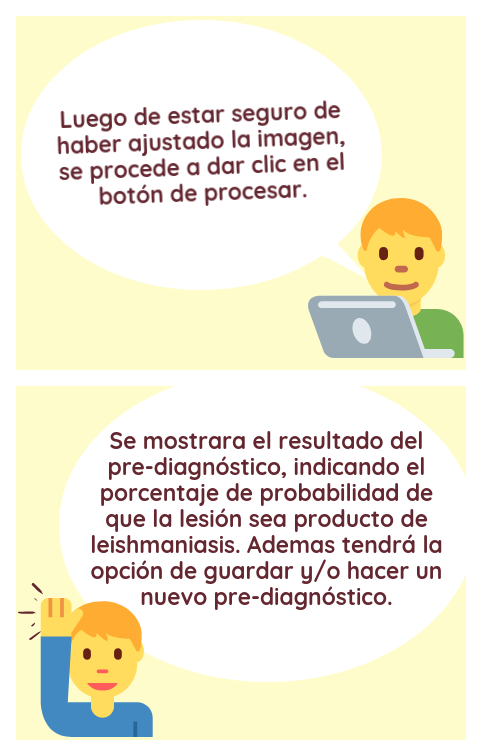 Luego de estar seguro de
haber ajustado la imagen,
se procede a dar clic en el
botón de procesar.
Se mostrara el resultado del
pre-diagnóstico, indicando el
porcentaje de probabilidad de
que la lesión sea producto de
leishmaniasis. Ademas tendrá la
opción de guardar y/o hacer un
nuevo pre-diagnóstico.